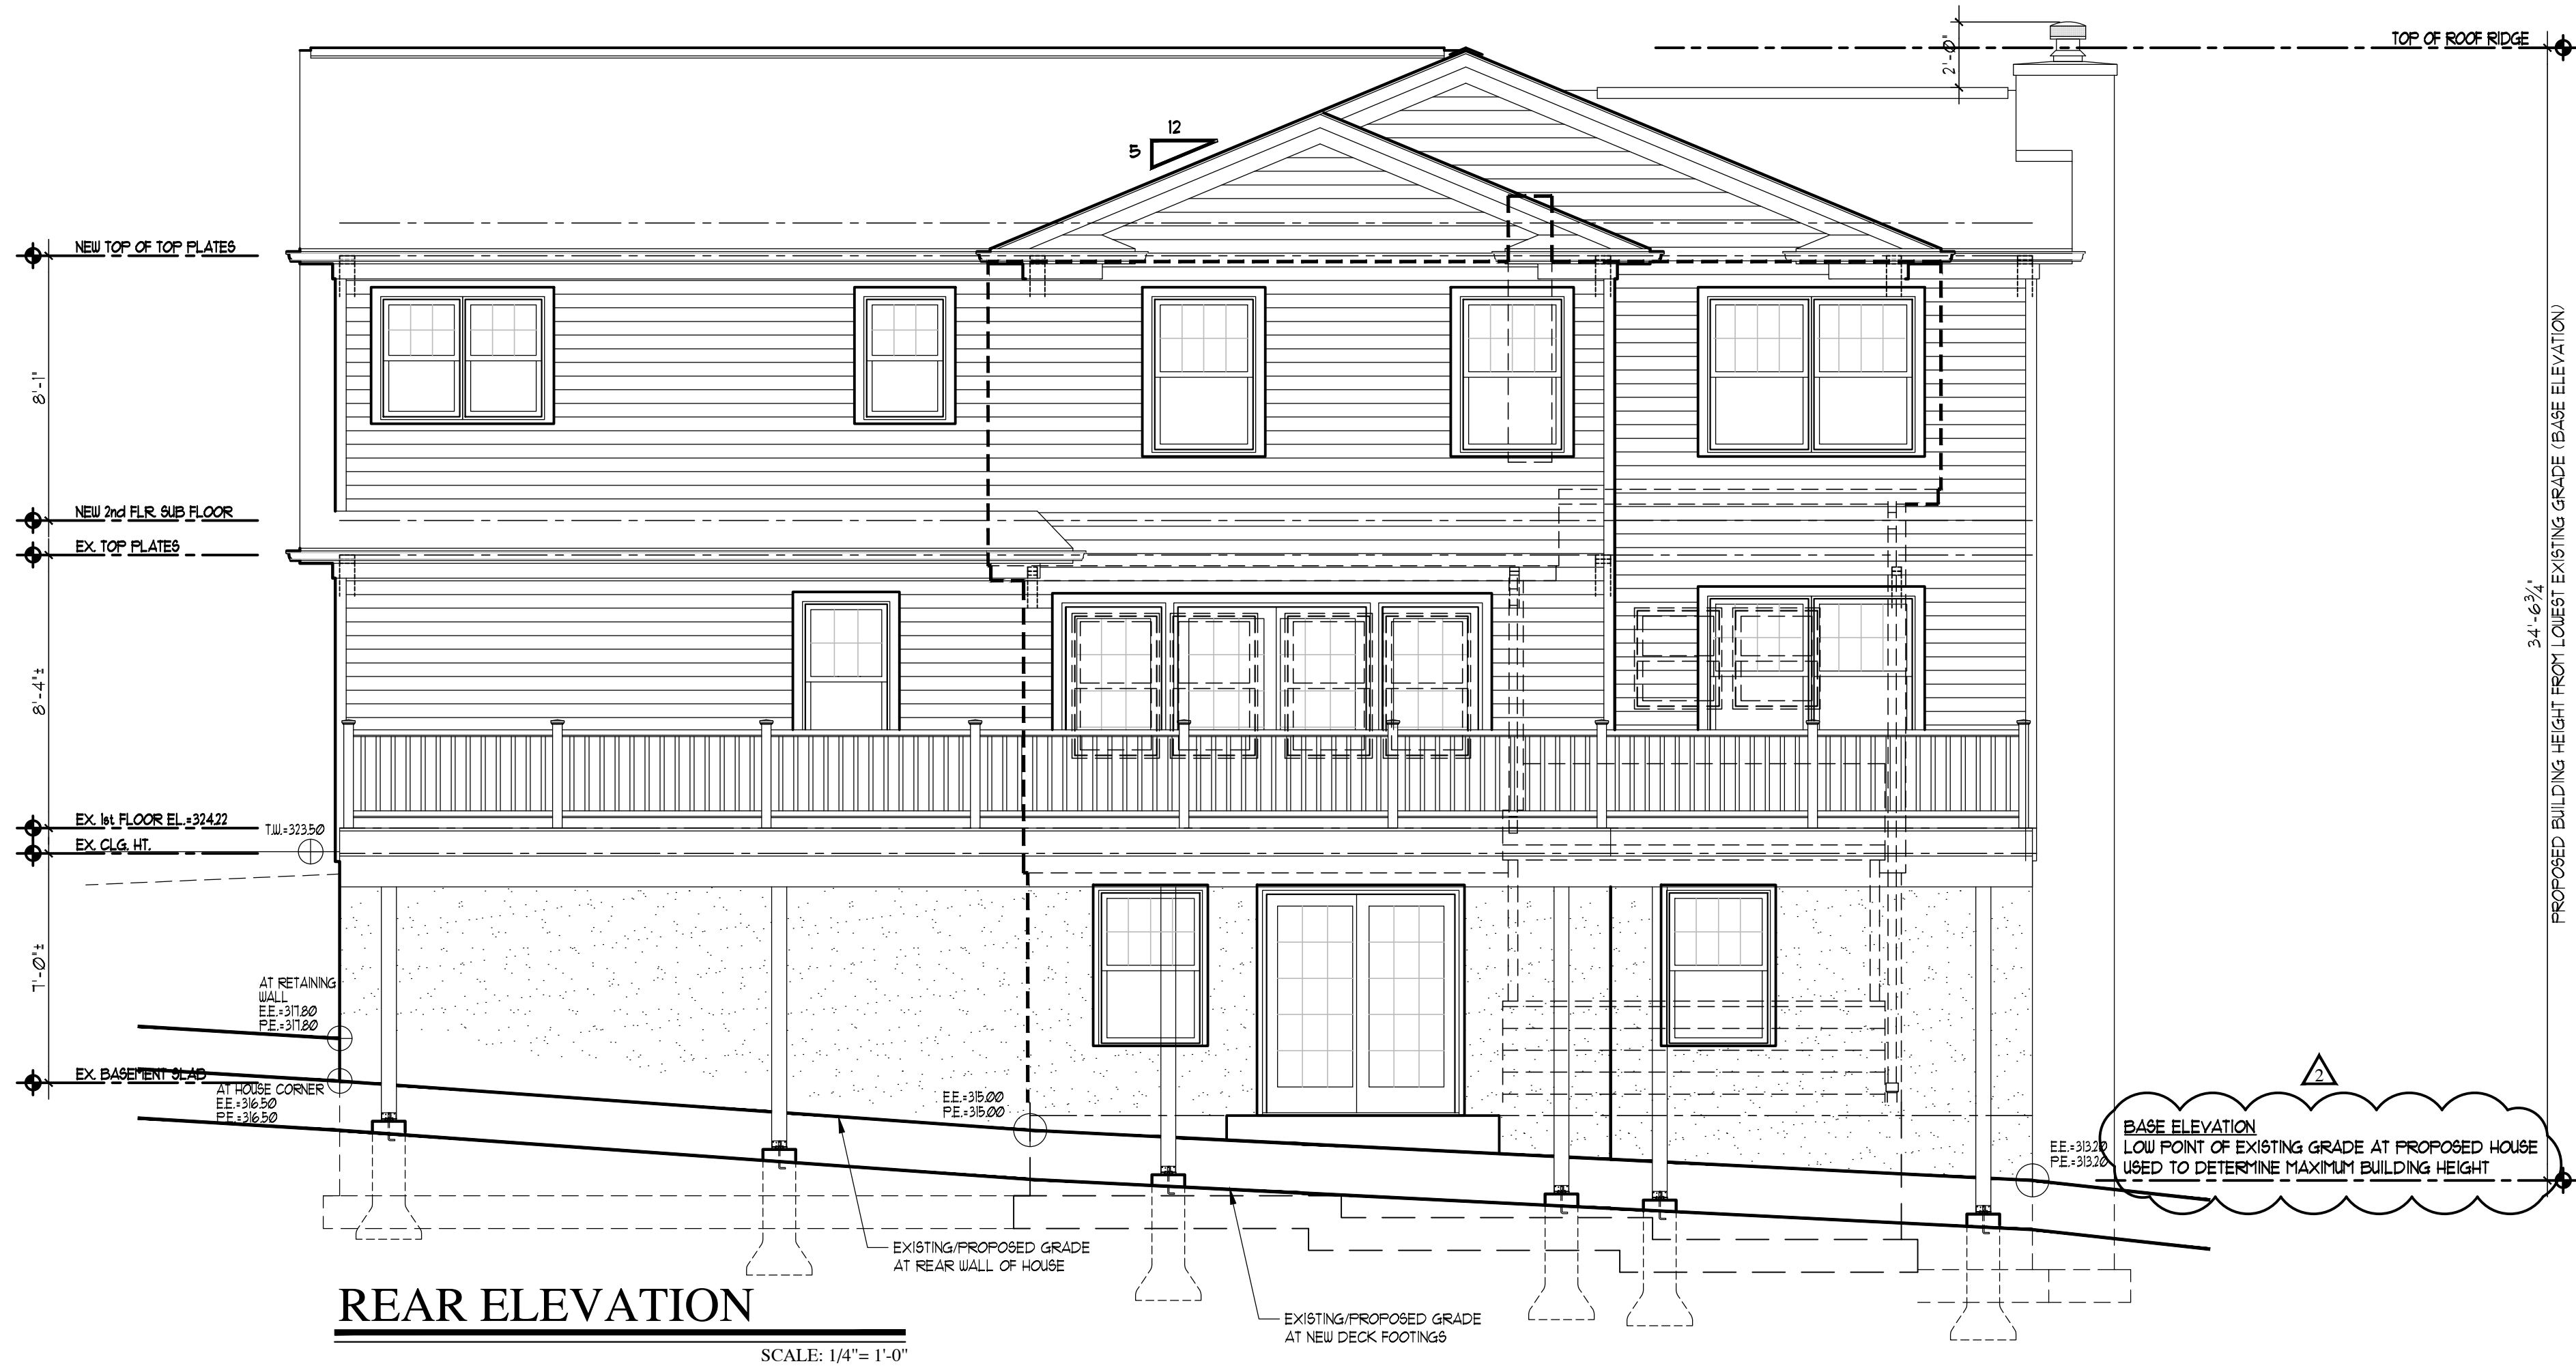 TOP OF ROOF RIDGE
2'-0"
12
5
NEW TOP OF TOP PLATES
8'-1"
NEW 2nd FLR. SUB FLOOR
EX. TOP PLATES
8'-4"±
EX. 1st FLOOR EL.=324.22
T.W.=323.50
EX. CLG. HT.
7'-0"±
AT RETAINING
WALL
E.E.=317.80
P.E.=317.80
EX. BASEMENT SLAB
AT HOUSE CORNER
E.E.=316.50
P.E.=316.50
E.E.=315.00
P.E.=315.00
34'-6¾"
PROPOSED BUILDING HEIGHT FROM LOWEST EXISTING GRADE (BASE ELEVATION)
2
BASE ELEVATION
LOW POINT OF EXISTING GRADE AT PROPOSED HOUSE
USED TO DETERMINE MAXIMUM BUILDING HEIGHT
E.E.=313.20
P.E.=313.20
EXISTING/PROPOSED GRADE
AT REAR WALL OF HOUSE
EXISTING/PROPOSED GRADE
AT NEW DECK FOOTINGS
REAR ELEVATION
SCALE: 1/4"= 1'-0"